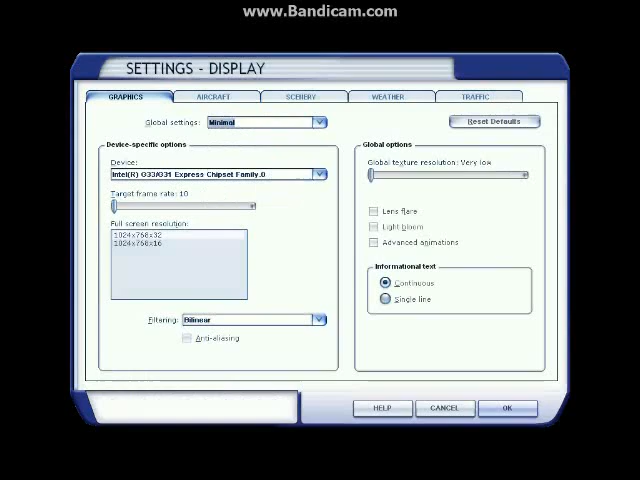 www.Bandicam.com
SETTINGS - DISPLAY
GRAPHICS AIRCRAFT SCENERY WEATHER TRAFFIC
Global settings: Minimal
Reset Defaults
Device-specific options
Device:
Intel(R) G33/G31 Express Chipset Family.0
Target frame rate: 10
Full screen resolution:
1024x768x32
1024x768x16
Filtering: Bilinear
Anti-aliasing
Global options
Global texture resolution: Very low
Lens flare
Light bloom
Advanced animations
Informational text
Continuous
Single line
HELP CANCEL OK